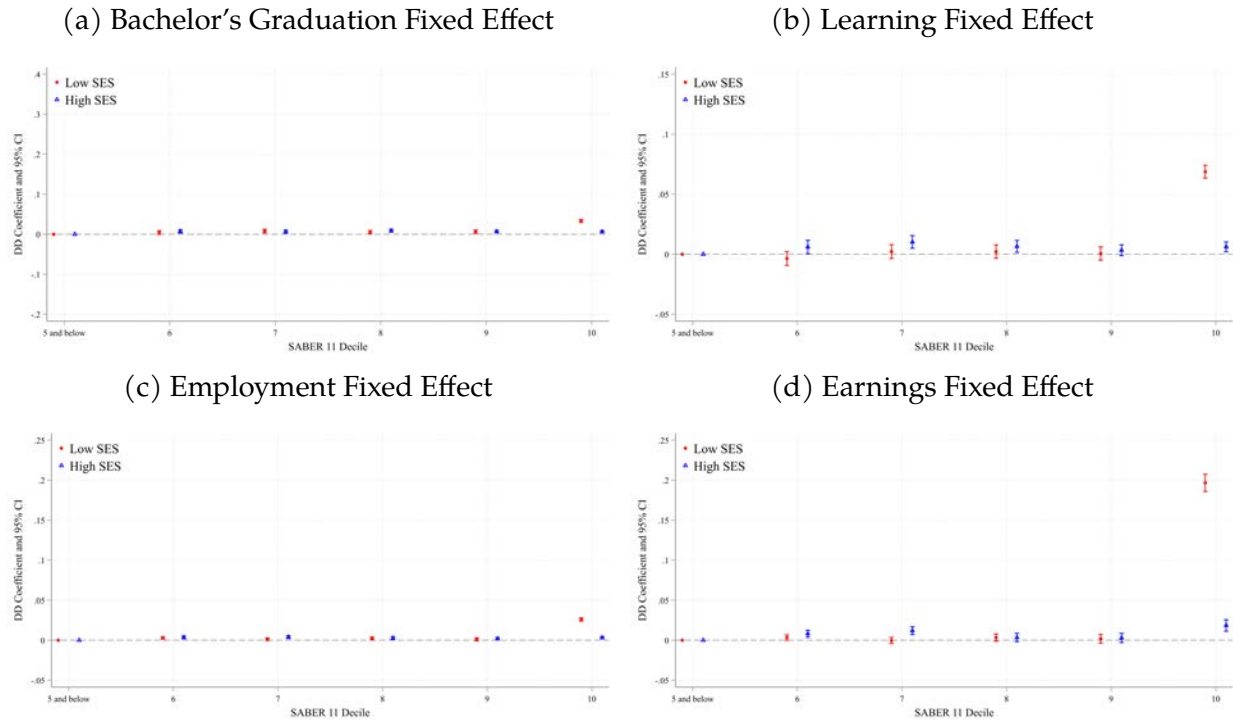 (a) Bachelor's Graduation Fixed Effect
.4
.3
.2
.1
0
-.1
-.2
DD Coefficient and 95% CI
Low SES
High SES
5 and below 6 7 8 9 10
SABER 11 Decile
(b) Learning Fixed Effect
.15
.1
.05
0
-.05
DD Coefficient and 95% CI
Low SES
High SES
5 and below 6 7 8 9 10
SABER 11 Decile
(c) Employment Fixed Effect
.25
.2
.15
.1
.05
0
-.05
DD Coefficient and 95% CI
Low SES
High SES
5 and below 6 7 8 9 10
SABER 11 Decile
(d) Earnings Fixed Effect
.25
.2
.15
.1
.05
0
-.05
DD Coefficient and 95% CI
Low SES
High SES
5 and below 6 7 8 9 10
SABER 11 Decile